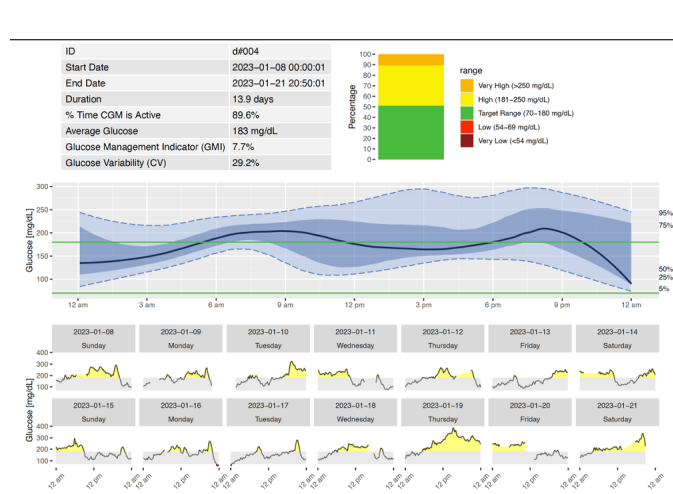 ID d#004
Start Date 2023−01−08 00:00:01
End Date 2023−01−21 20:50:01
Duration 13.9 days
% Time CGM is Active 89.6%
Average Glucose 183 mg/dL
Glucose Management Indicator (GMI) 7.7%
Glucose Variability (CV) 29.2%
Percentage
100
90
80
70
60
50
40
30
20
10
0
range
Very High (>250 mg/dL)
High (181−250 mg/dL)
Target Range (70−180 mg/dL)
Low (54−69 mg/dL)
Very Low (<54 mg/dL)
Glucose [mg/dL]
300
250
200
150
100
95%
75%
50%
25%
5%
12 am 3 am 6 am 9 am 12 pm 3 pm 6 pm 9 pm 12 am
Glucose [mg/dL]
2023−01−08 2023−01−09 2023−01−10 2023−01−11 2023−01−12 2023−01−13 2023−01−14
Sunday Monday Tuesday Wednesday Thursday Friday Saturday
400
300
200
100
2023−01−15 2023−01−16 2023−01−17 2023−01−18 2023−01−19 2023−01−20 2023−01−21
Sunday Monday Tuesday Wednesday Thursday Friday Saturday
400
300
200
100
12 am 12 pm 12 am 12 am 12 pm 12 am 12 am 12 pm 12 am 12 am 12 pm 12 am 12 am 12 pm 12 am 12 am 12 pm 12 am 12 am 12 pm 12 am